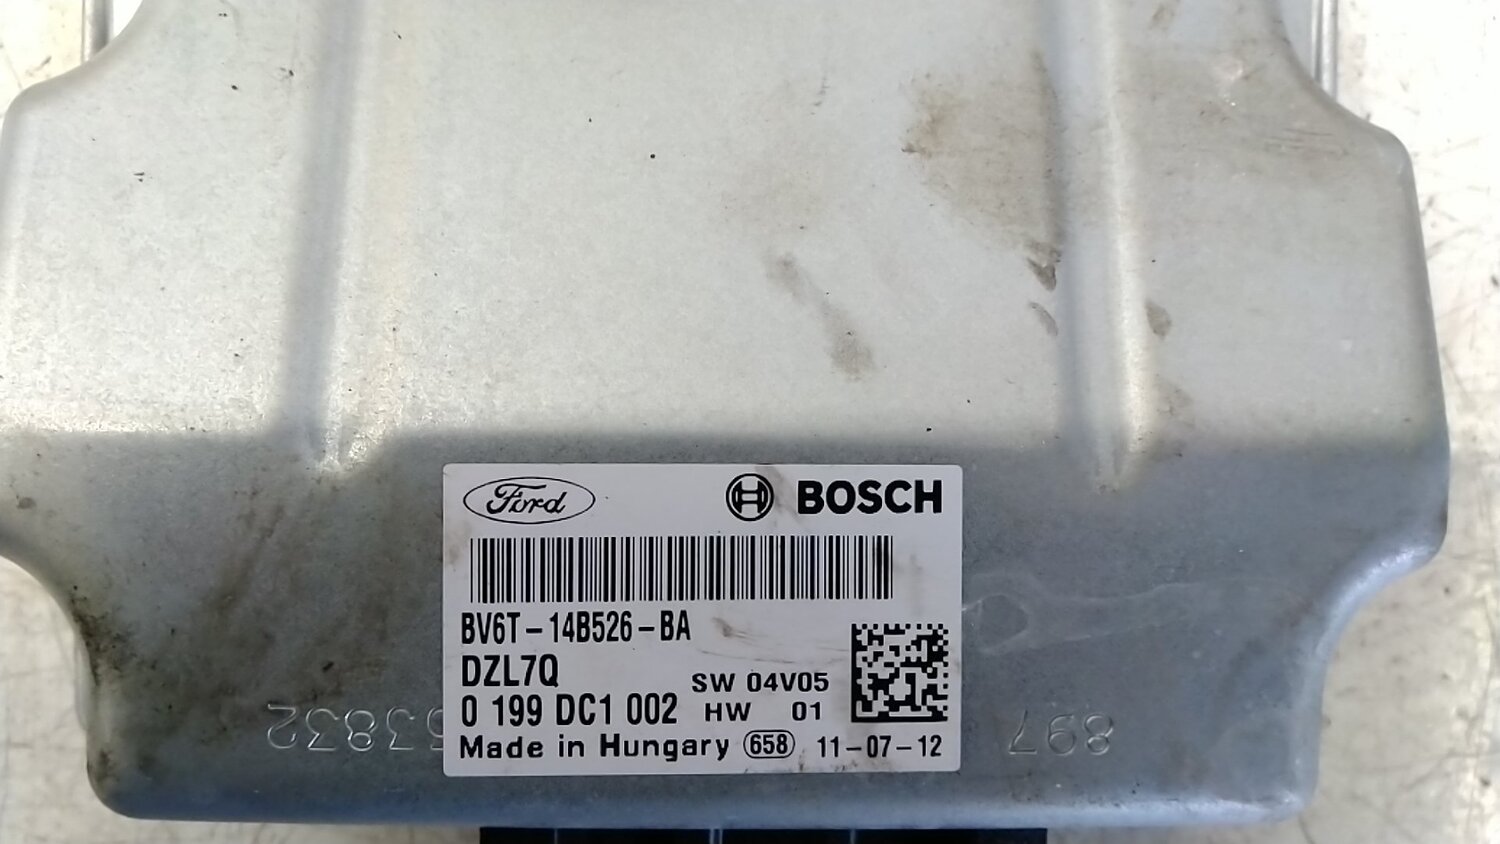 Ford BOSCH
BV6T-14B526-BA
DZL7Q
SW 04V05
0 199 DC1 002
HW 01
Made in Hungary 658 11-07-12
897